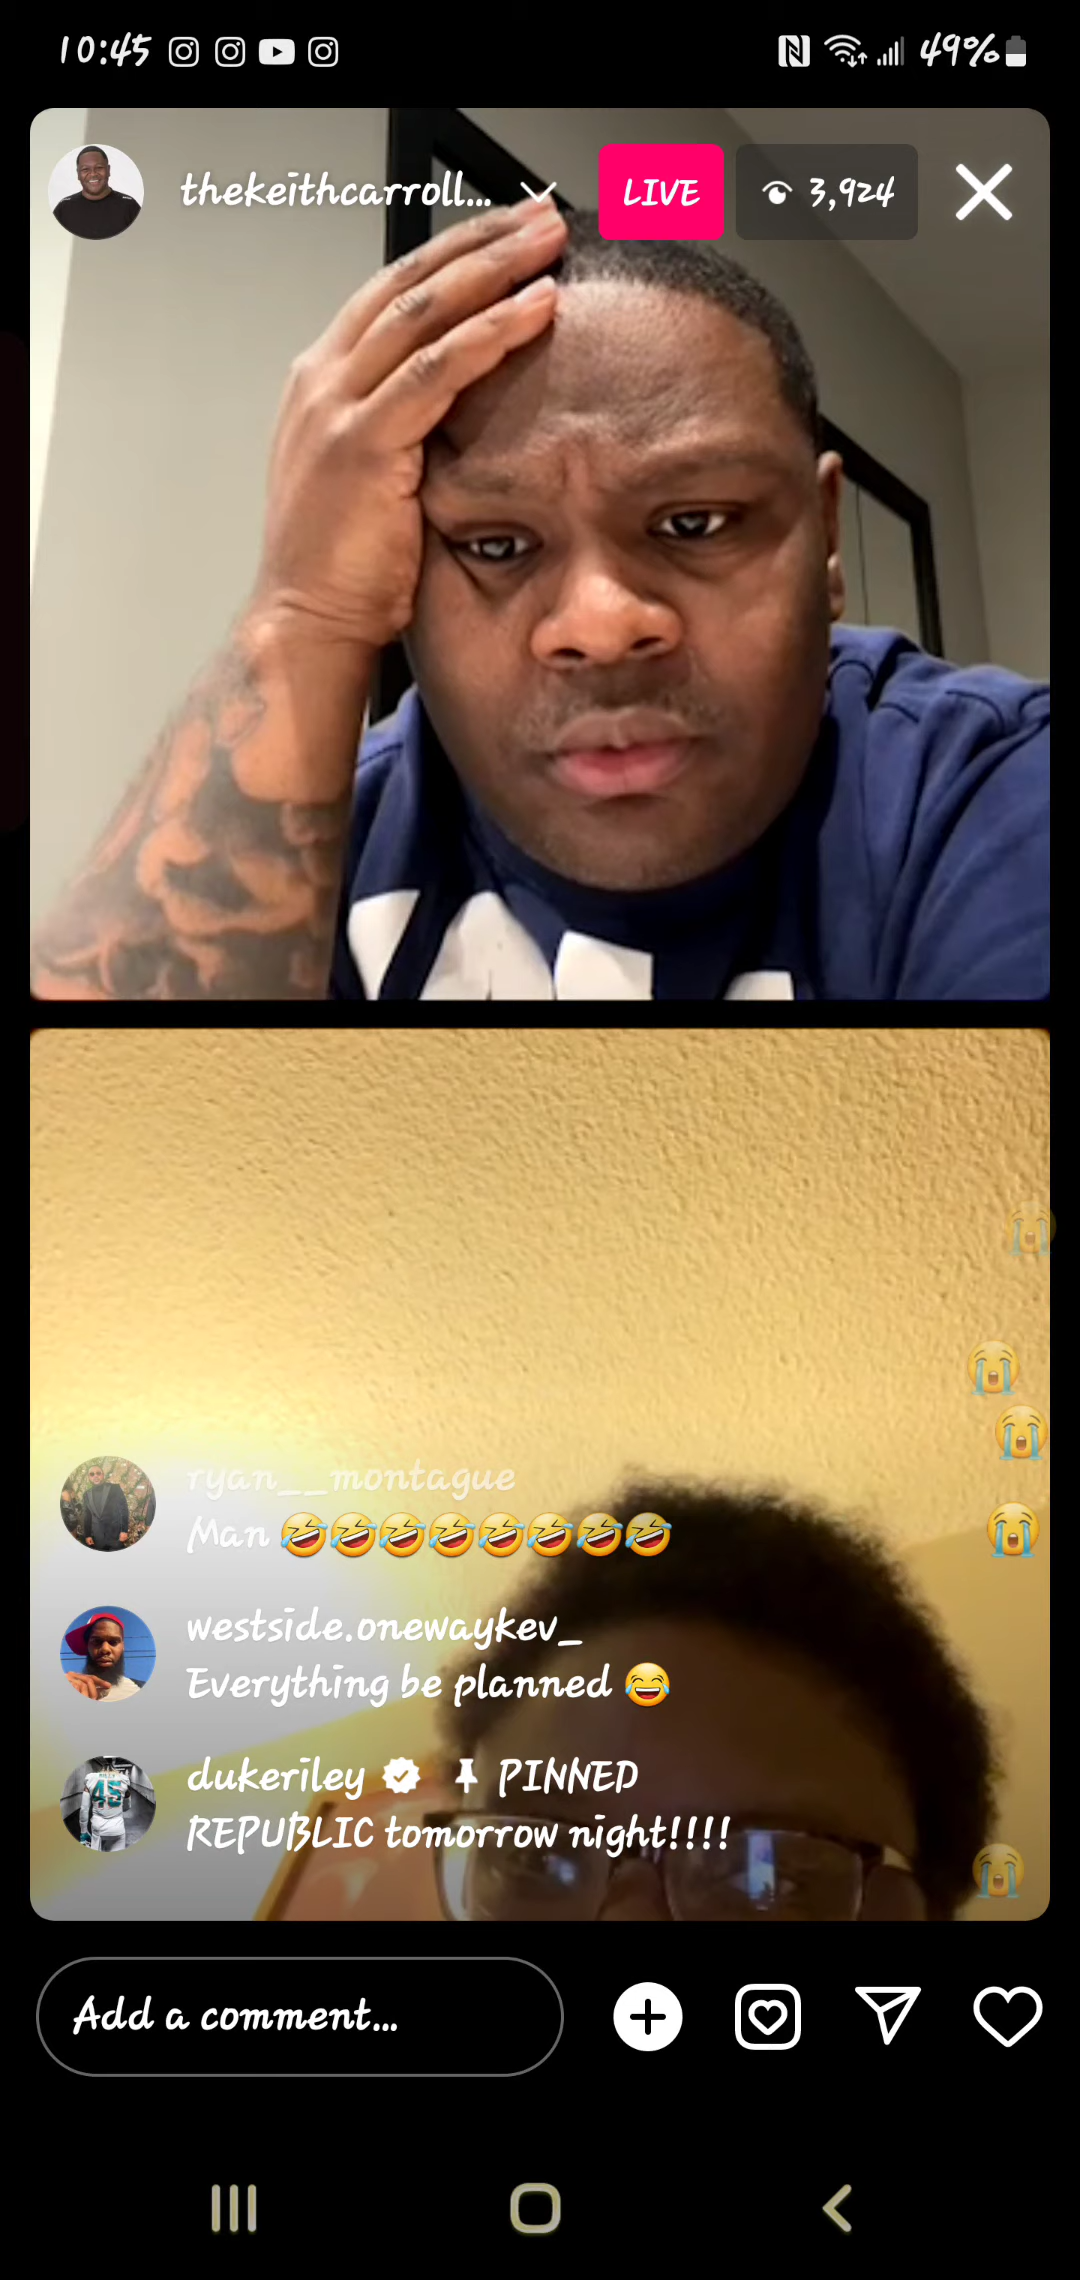 10:45
49%
thekeithcarroll...
LIVE
3,924
ryan__montague
Man 🤣🤣🤣🤣🤣🤣🤣🤣
westside.onewaykev_
Everything be planned 😂
dukeriley PINNED
REPUBLIC tomorrow night!!!!
45
Add a comment...